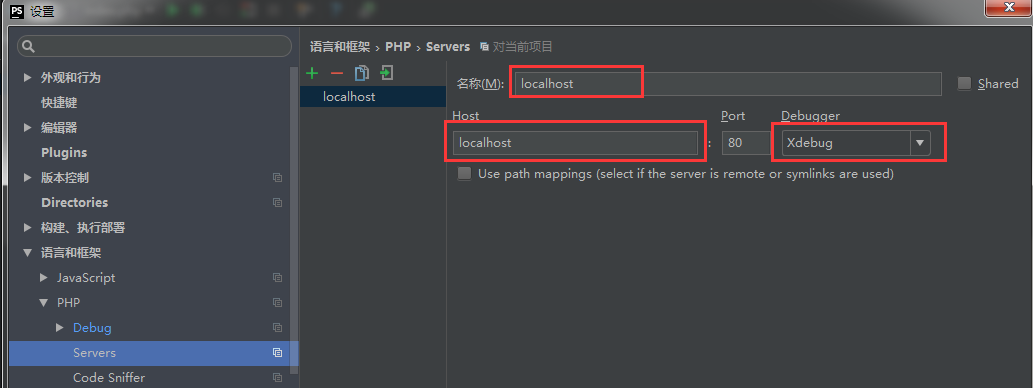 PS 设置
语言和框架 › PHP › Servers 对当前项目
外观和行为
快捷键
编辑器
Plugins
版本控制
Directories
构建、执行部署
语言和框架
JavaScript
PHP
Debug
Servers
Code Sniffer
localhost
名称(M): localhost Shared
Host Port Debugger
localhost : 80 Xdebug
Use path mappings (select if the server is remote or symlinks are used)